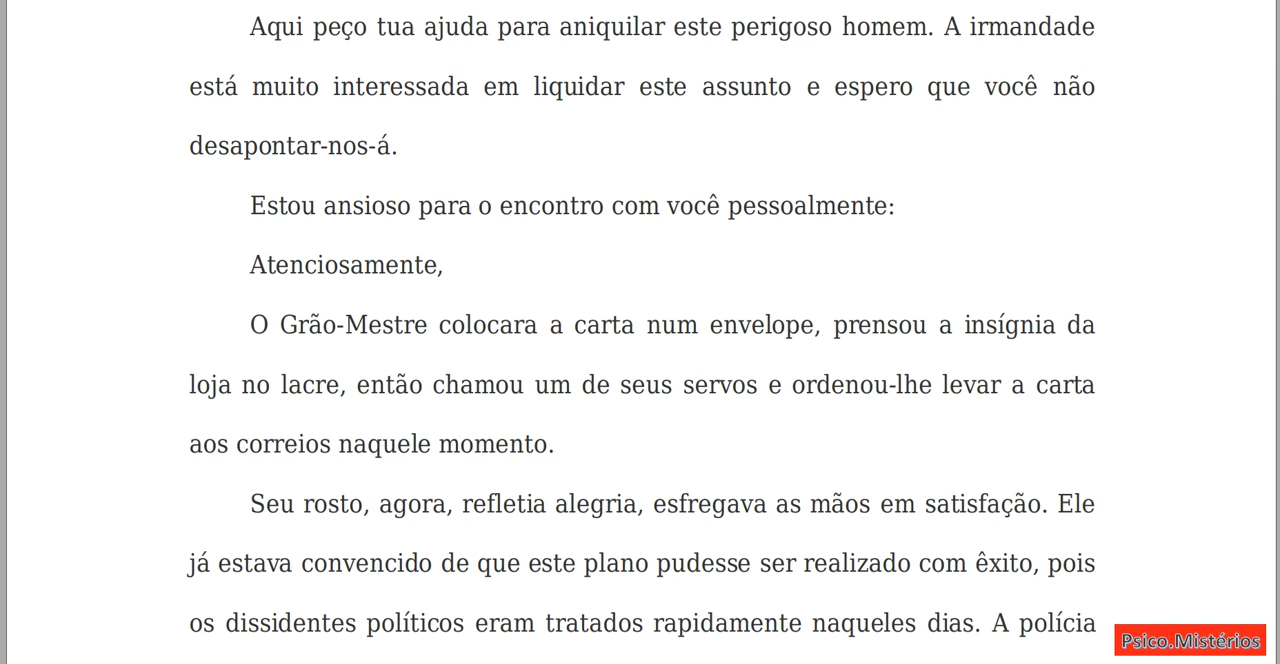 Aqui peço tua ajuda para aniquilar este perigoso homem. A irmandade
está muito interessada em liquidar este assunto e espero que você não
desapontar-nos-á.
Estou ansioso para o encontro com você pessoalmente:
Atenciosamente,
O Grão-Mestre colocara a carta num envelope, prensou a insígnia da
loja no lacre, então chamou um de seus servos e ordenou-lhe levar a carta
aos correios naquele momento.
Seu rosto, agora, refletia alegria, esfregava as mãos em satisfação. Ele
já estava convencido de que este plano pudesse ser realizado com êxito, pois
os dissidentes políticos eram tratados rapidamente naqueles dias. A polícia
Psico.Mistérios